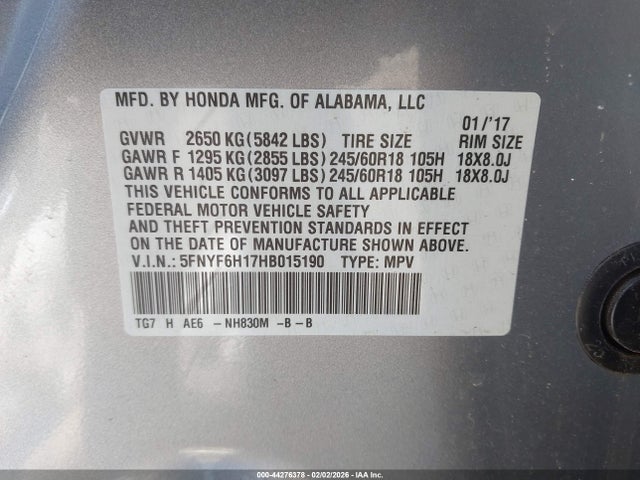 MFD. BY HONDA MFG. OF ALABAMA, LLC
01/'17
GVWR 2650 KG (5842 LBS) TIRE SIZE RIM SIZE
GAWR F 1295 KG (2855 LBS) 245/60R18 105H 18X8.0J
GAWR R 1405 KG (3097 LBS) 245/60R18 105H 18X8.0J
THIS VEHICLE CONFORMS TO ALL APPLICABLE
FEDERAL MOTOR VEHICLE SAFETY
AND THEFT PREVENTION STANDARDS IN EFFECT
ON THE DATE OF MANUFACTURE SHOWN ABOVE.
V.I.N.: 5FNYF6H17HB015190 TYPE: MPV
TG7 H AE6 -NH830M -B-B
000-44276378 - 02/02/2026 - IAA Inc.